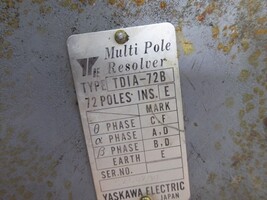 Multi Pole
Resolver
TYPE TDIA-72B
72 POLES INS. E
MARK
θ PHASE C.F
α PHASE A.D
β PHASE B.D.
EARTH E
SER.NO.
YASKAWA ELECTRIC
JAPAN